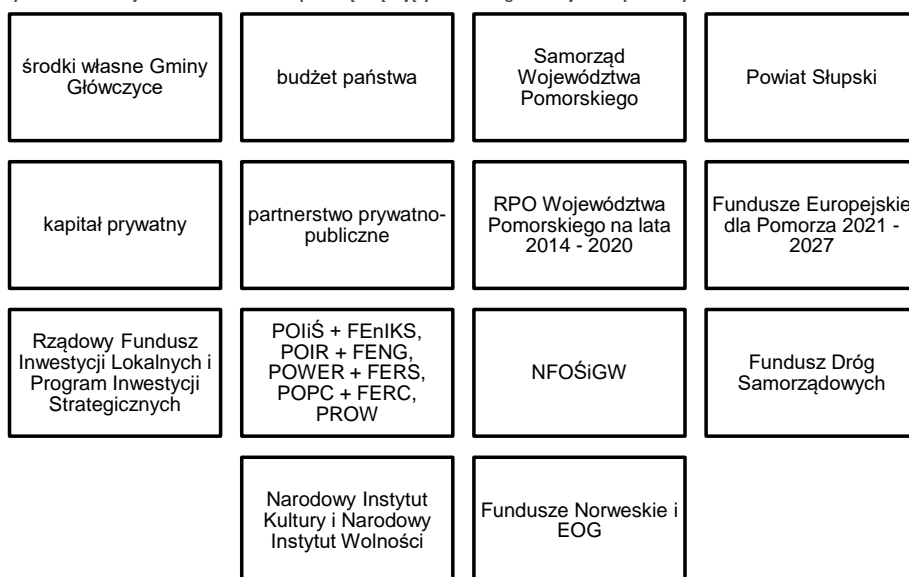 środki własne Gminy
Główczyce
budżet państwa
Samorząd
Województwa
Pomorskiego
Powiat Słupski
kapitał prywatny
partnerstwo prywatno-
publiczne
RPO Województwa
Pomorskiego na lata
2014 - 2020
Fundusze Europejskie
dla Pomorza 2021 -
2027
Rządowy Fundusz
Inwestycji Lokalnych i
Program Inwestycji
Strategicznych
POIiŚ + FEnIKS,
POIR + FENG,
POWER + FERS,
POPC + FERC,
PROW
NFOŚiGW
Fundusz Dróg
Samorządowych
Narodowy Instytut
Kultury i Narodowy
Instytut Wolności
Fundusze Norweskie i
EOG